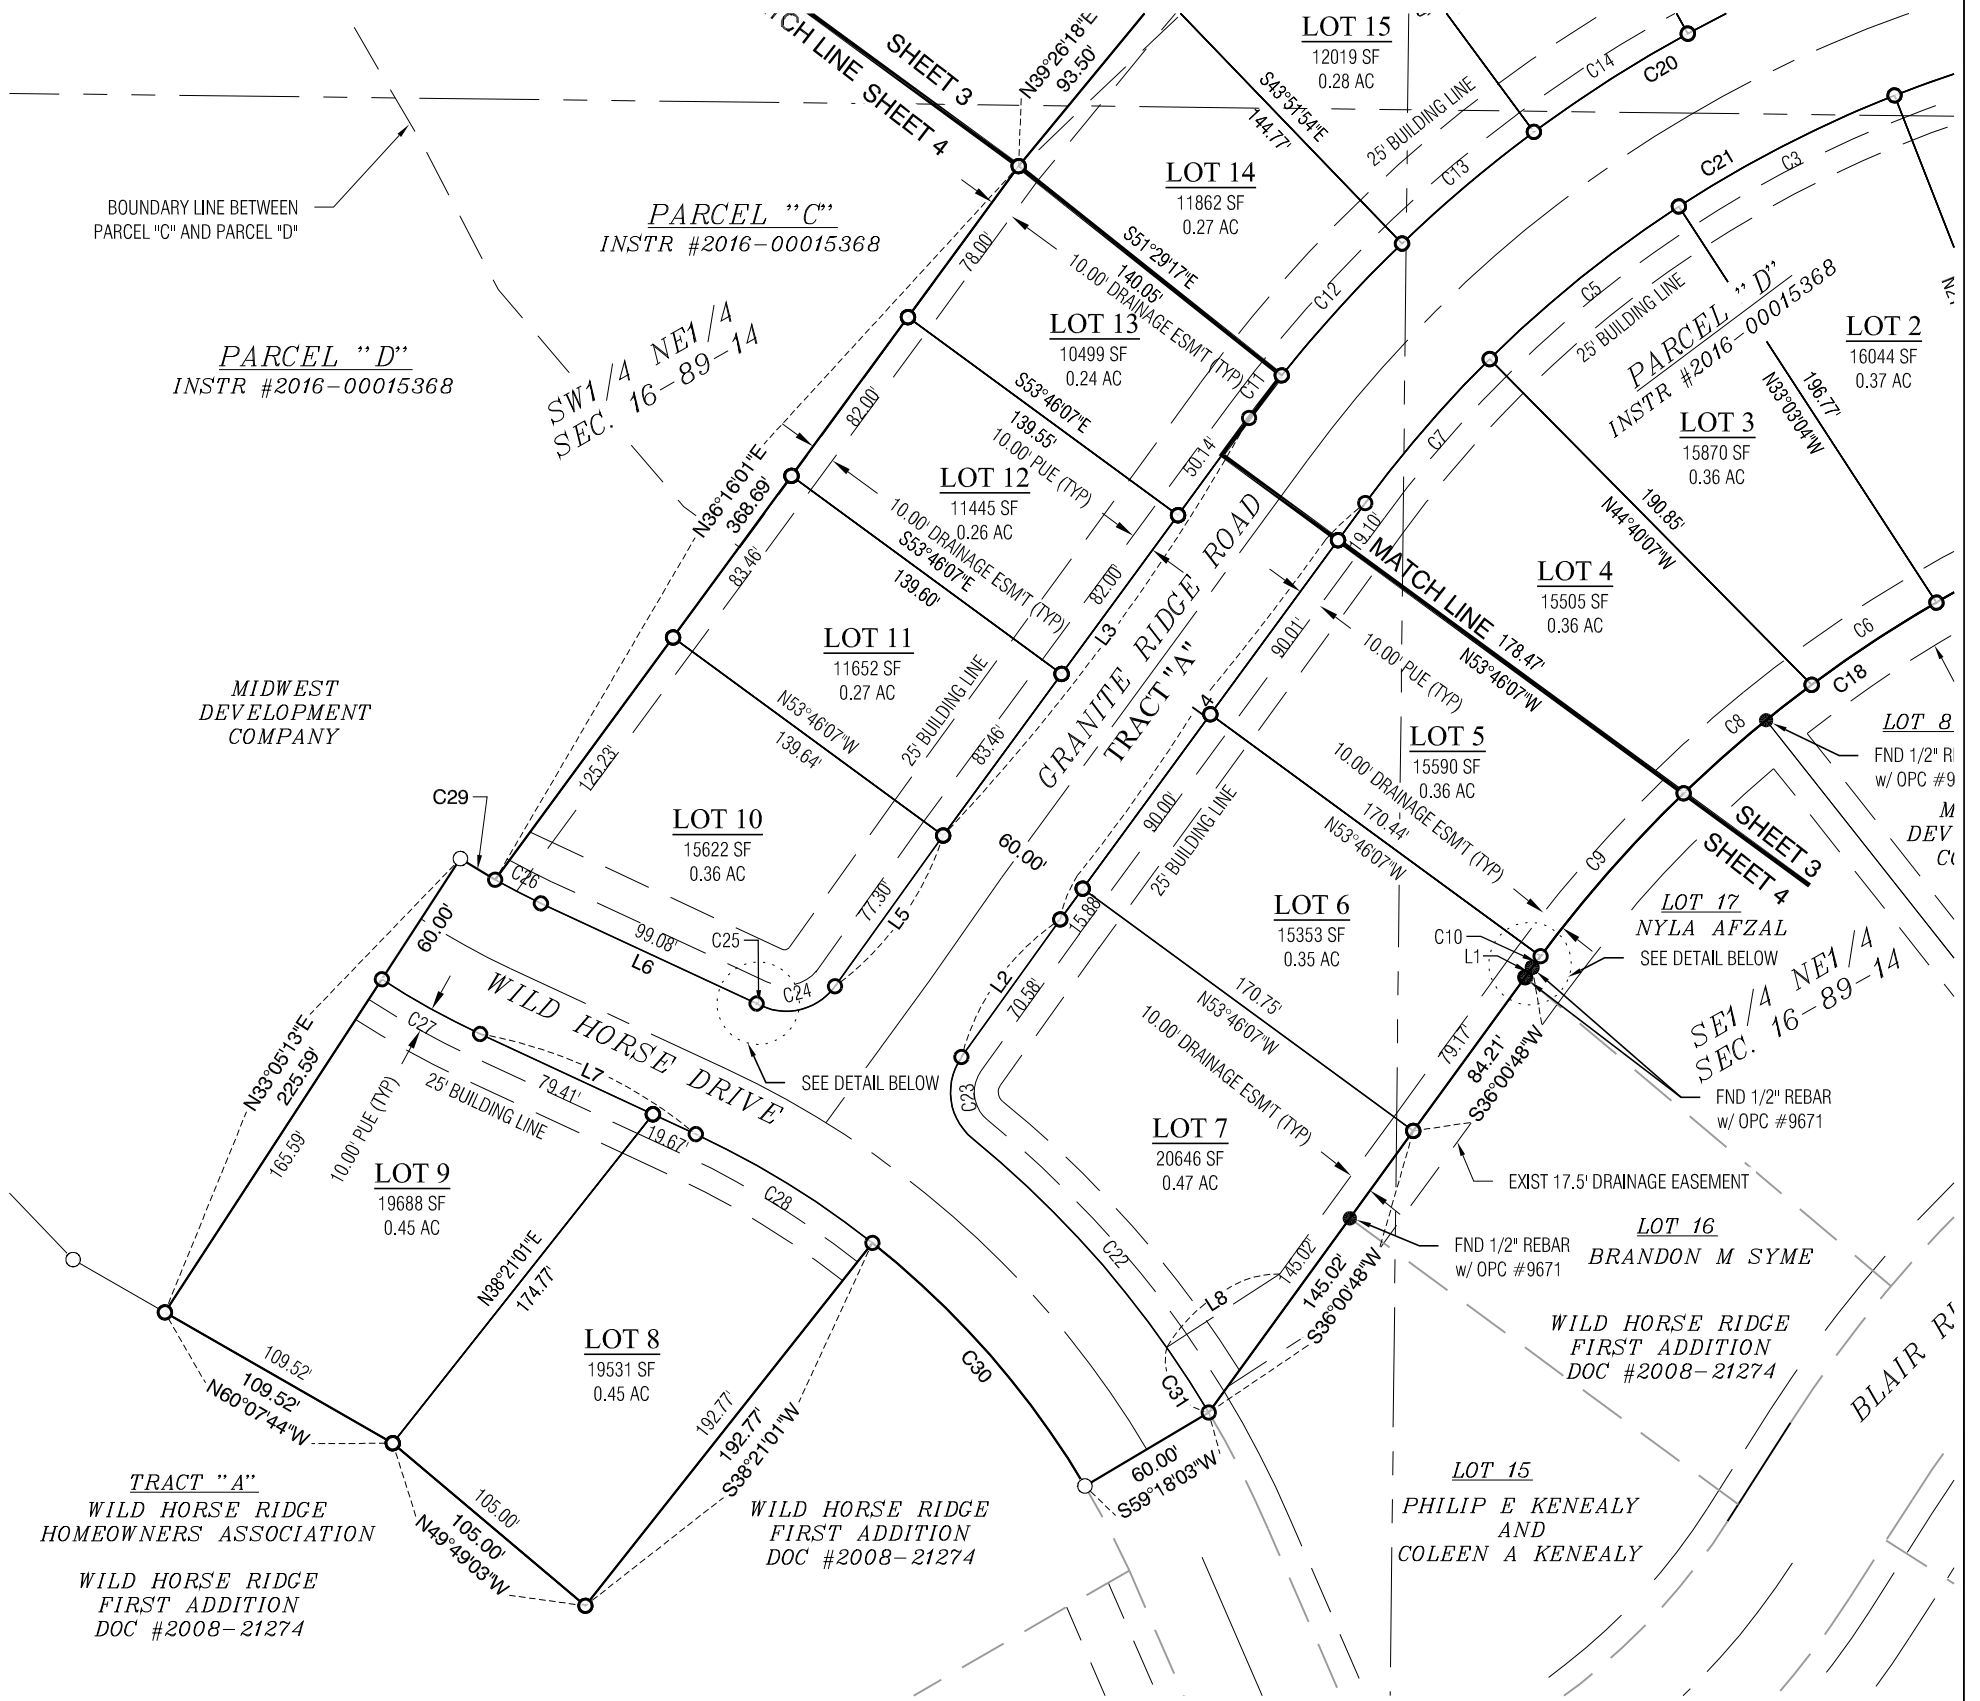 SHEET 3
TCH LINE SHEET 4
N39°26'18"E
93.50'
LOT 15
12019 SF
0.28 AC
S43°51'54"E
144.77'
25' BUILDING LINE
C14
C20
C13
C21
C3
BOUNDARY LINE BETWEEN
PARCEL "C" AND PARCEL "D"
PARCEL "C"
INSTR #2016-00015368
LOT 14
11862 SF
0.27 AC
S51°29'17"E
140.05'
10.00' DRAINAGE ESM'T (TYP)
78.00'
C12
C5
25' BUILDING LINE
PARCEL "D"
INSTR #2016-00015368
LOT 2
16044 SF
0.37 AC
SW1/4 NE1/4
SEC. 16-89-14
PARCEL "D"
INSTR #2016-00015368
LOT 13
10499 SF
0.24 AC
C11
S53°46'07"E
139.55'
10.00' PUE (TYP)
82.00'
50.14'
C7
LOT 3
15870 SF
0.36 AC
196.77'
N33°03'04"W
190.85'
N44°40'07"W
N36°16'01"E
368.69'
LOT 12
11445 SF
0.26 AC
10.00' DRAINAGE ESM'T (TYP)
S53°46'07"E
139.60'
83.46'
82.00'
L3
GRANITE RIDGE ROAD
TRACT "A"
19.10'
MATCH LINE
178.47'
N53°46'07"W
LOT 4
15505 SF
0.36 AC
C6
C18
C8
LOT 11
11652 SF
0.27 AC
N53°46'07"W
139.64'
25' BUILDING LINE
83.46'
90.01'
10.00' PUE (TYP)
L4
MIDWEST
DEVELOPMENT
COMPANY
LOT 5
15590 SF
0.36 AC
10.00' DRAINAGE ESM'T (TYP)
170.44'
N53°46'07"W
LOT 8
FND 1/2" RE
w/ OPC #9
M
DEV
CO
SHEET 3
SHEET 4
C29
125.23'
LOT 10
15622 SF
0.36 AC
60.00'
90.00'
25' BUILDING LINE
C9
C26
99.08'
L6
C25
C24
77.30'
L5
15.88'
LOT 6
15353 SF
0.35 AC
C10
L1
LOT 17
NYLA AFZAL
SEE DETAIL BELOW
SE1/4 NE1/4
SEC. 16-89-14
60.00'
WILD HORSE DRIVE
SEE DETAIL BELOW
L2
70.58'
170.75'
N53°46'07"W
10.00' DRAINAGE ESM'T (TYP)
79.17'
84.21'
S36°00'48"W
FND 1/2" REBAR
w/ OPC #9671
N33°05'13"E
225.59'
C27
L7
79.41'
25' BUILDING LINE
10.00' PUE (TYP)
19.67'
C23
165.59'
LOT 9
19688 SF
0.45 AC
C28
LOT 7
20646 SF
0.47 AC
EXIST 17.5' DRAINAGE EASEMENT
LOT 16
BRANDON M SYME
FND 1/2" REBAR
w/ OPC #9671
C22
145.02'
145.02'
S36°00'48"W
L8
N38°21'01"E
174.77'
LOT 8
19531 SF
0.45 AC
WILD HORSE RIDGE
FIRST ADDITION
DOC #2008-21274
BLAIR RI
109.52'
109.52'
N60°07'44"W
C30
C31
192.77'
192.77'
S38°21'01"W
60.00'
S59°18'03"W
TRACT "A"
WILD HORSE RIDGE
HOMEOWNERS ASSOCIATION
WILD HORSE RIDGE
FIRST ADDITION
DOC #2008-21274
105.00'
105.00'
N49°49'03"W
WILD HORSE RIDGE
FIRST ADDITION
DOC #2008-21274
LOT 15
PHILIP E KENEALY
AND
COLEEN A KENEALY